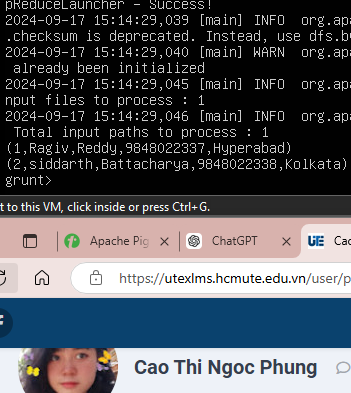 pReduceLauncher - Success!
2024-09-17 15:14:29,039 [main] INFO org.apa
.checksum is deprecated. Instead, use dfs.b
2024-09-17 15:14:29,040 [main] WARN org.apa
already been initialized
2024-09-17 15:14:29,045 [main] INFO org.apa
nput files to process : 1
2024-09-17 15:14:29,046 [main] INFO org.apa
Total input paths to process : 1
(1,Ragiv,Reddy,9848022337,Hyperabad)
(2,siddarth,Battacharya,9848022338,Kolkata)
grunt>
t to this VM, click inside or press Ctrl+G.
Apache Pig
ChatGPT
UTE
Cao
https://utexlms.hcmute.edu.vn/user/p
Cao Thi Ngoc Phung